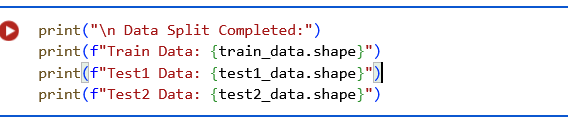 print("\n Data Split Completed:")
print(f"Train Data: {train_data.shape}")
print(f"Test1 Data: {test1_data.shape}")
print(f"Test2 Data: {test2_data.shape}")